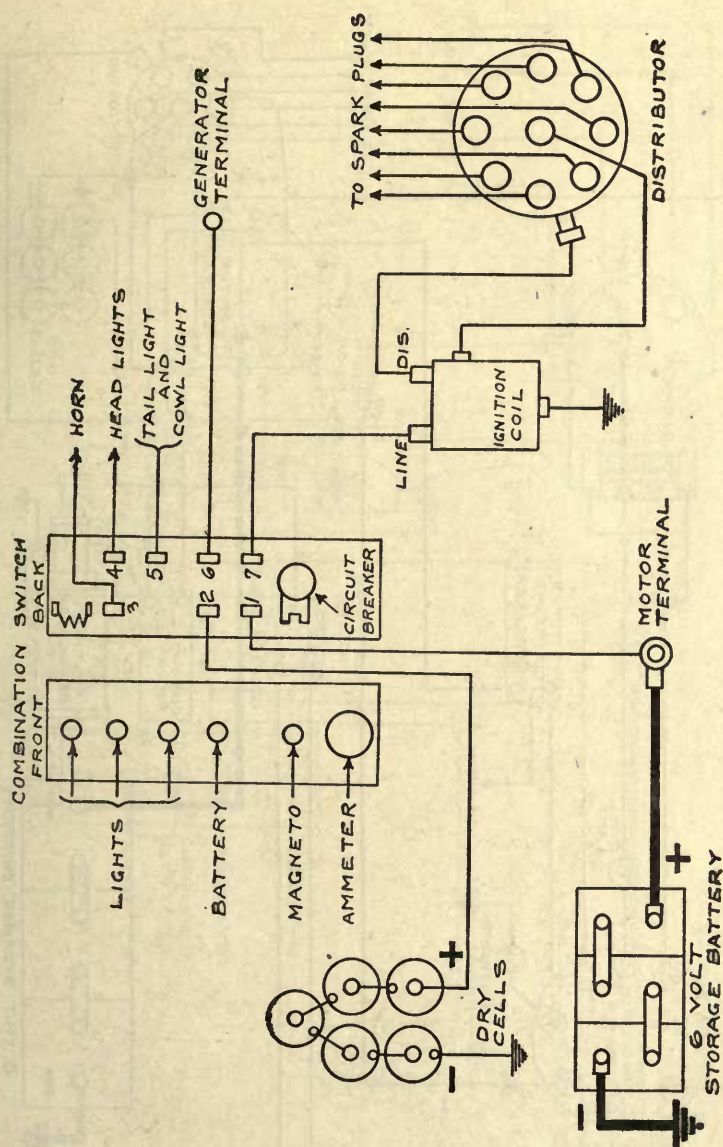 TO SPARK PLUGS
DISTRIBUTOR
GENERATOR
TERMINAL
HORN
HEAD LIGHTS
TAIL LIGHT
AND
COWL LIGHT
DIS.
LINE
IGNITION
COIL
COMBINATION SWITCH
FRONT
BACK
3
4
5
2
6
1
7
CIRCUIT
BREAKER
LIGHTS
BATTERY
MAGNETO
AMMETER
MOTOR
TERMINAL
+
-
DRY
CELLS
+
-
6 VOLT
STORAGE BATTERY